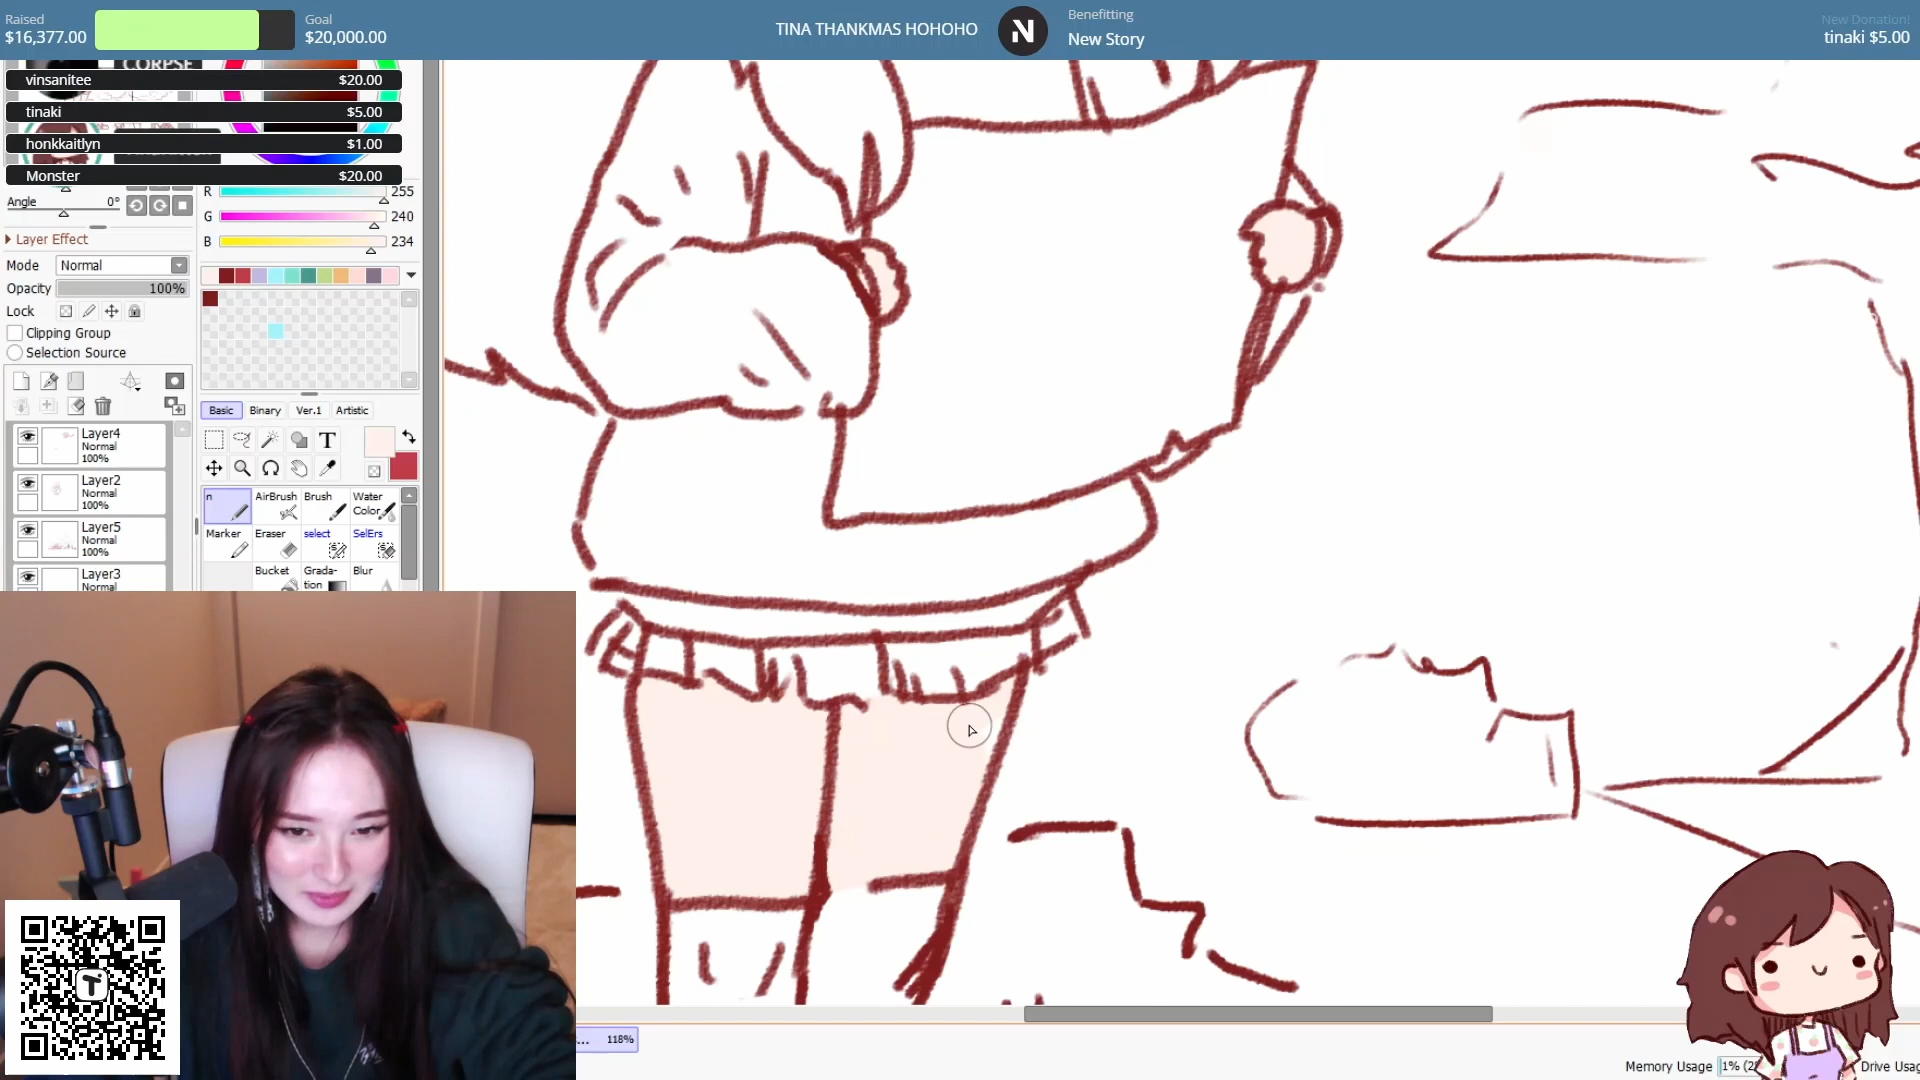 Raised
$16,377.00
Goal
$20,000.00
TINA THANKMAS HOHOHO
N
Benefitting
New Story
New Donation!
tinaki $5.00
CORPSE
vinsanitee $20.00
tinaki $5.00
honkkaitlyn $1.00
Monster $20.00
Angle 0°
R 255
G 240
B 234
Layer Effect
Mode Normal
Opacity 100%
Lock
Clipping Group
Selection Source
Basic Binary Ver.1 Artistic
T
Layer4
Normal
100%
Layer2
Normal
100%
Layer5
Normal
100%
Layer3
Normal
n AirBrush Brush Water Color
Marker Eraser select SelErs
Bucket Grada-tion Blur
... 118%
T
Memory Usage 1% (2
Drive Usag